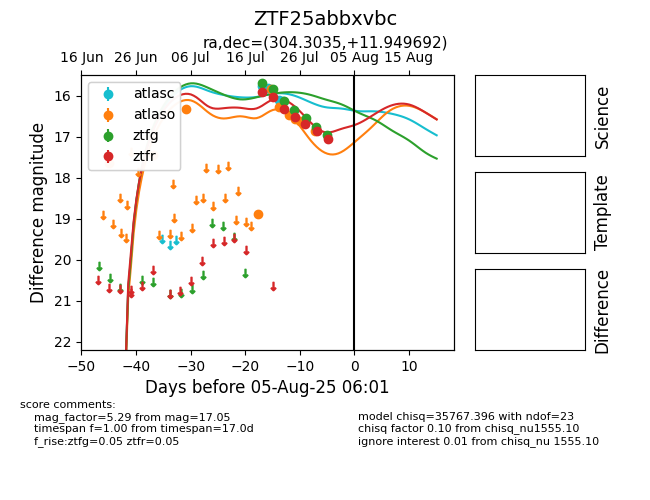 ZTF25abbxvbc
ra,dec=(304.3035,+11.949692)
16 Jun 26 Jun 06 Jul 16 Jul 26 Jul 05 Aug 15 Aug
atlasc
atlaso
ztfg
ztfr
16
17
18
19
20
21
22
Difference magnitude
−50 −40 −30 −20 −10 0 10
Days before 05-Aug-25 06:01
Science
Template
Difference
score comments:
mag_factor=5.29 from mag=17.05
timespan f=1.00 from timespan=17.0d
f_rise:ztfg=0.05 ztfr=0.05
model chisq=35767.396 with ndof=23
chisq factor 0.10 from chisq_nu1555.10
ignore interest 0.01 from chisq_nu 1555.10